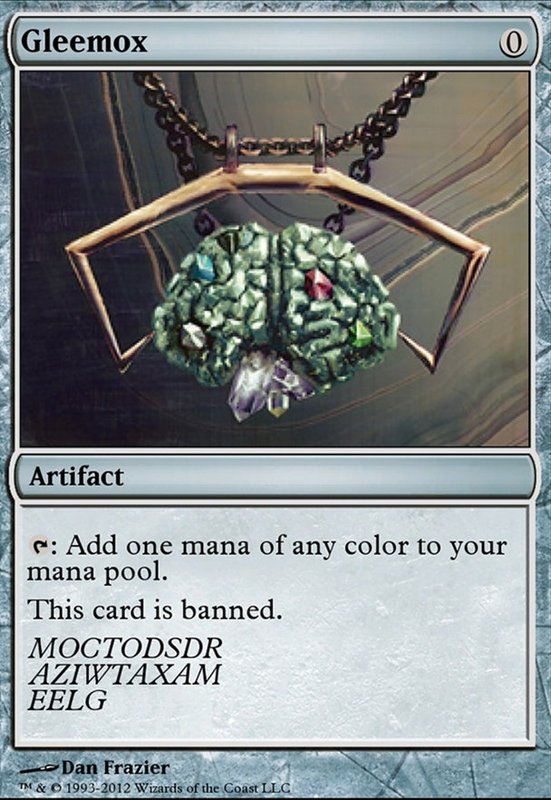 Gleemox 0
Artifact
: Add one mana of any color to your
mana pool.
This card is banned.
MOCTODSDR
AZIWTAXAM
EELG
Dan Frazier
™ & © 1993-2012 Wizards of the Coast LLC